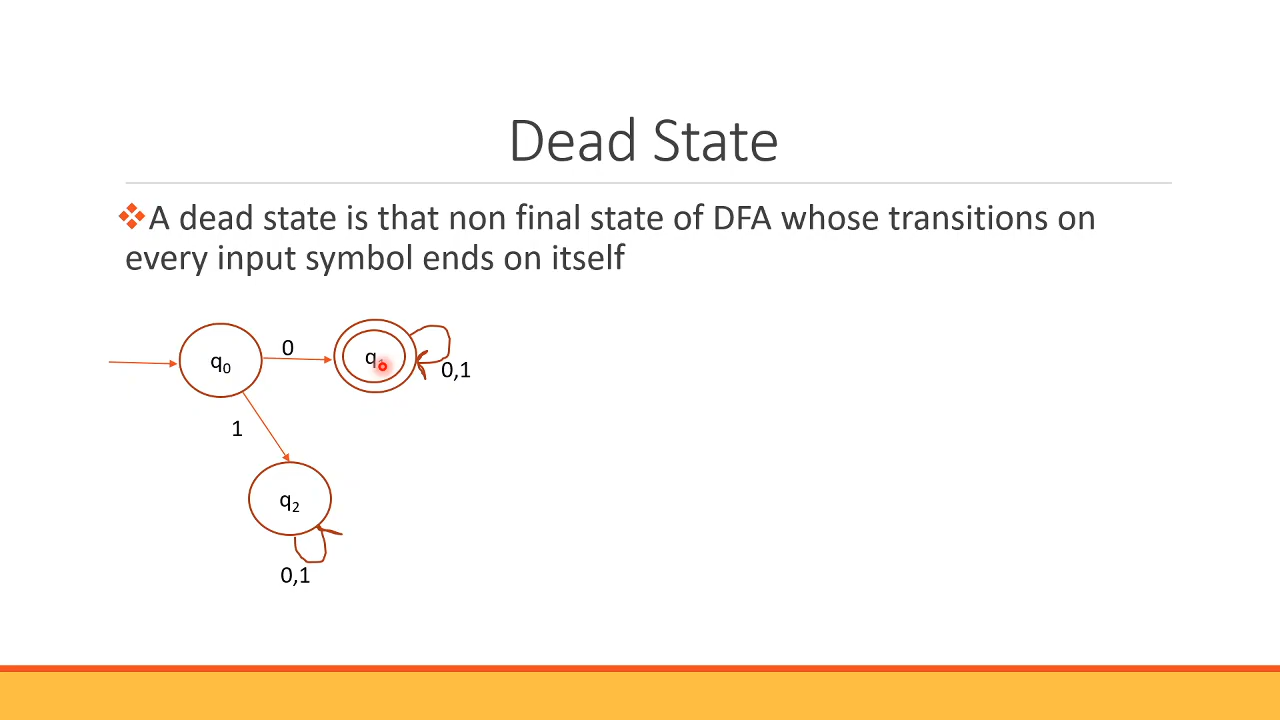 Dead State
❖A dead state is that non final state of DFA whose transitions on
every input symbol ends on itself
q0 0 q
0,1
1
q2
0,1